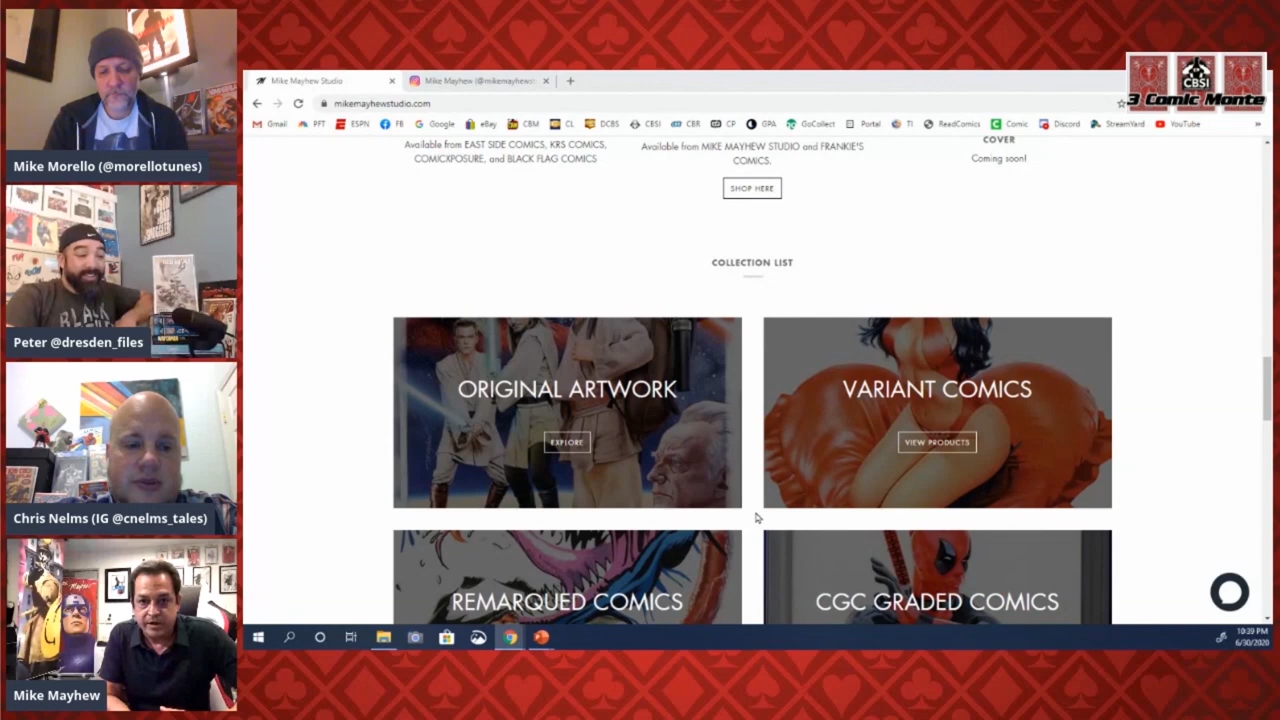 Mike Morello (@morellotunes)
Peter @dresden_files
Chris Nelms (IG @cnelms_tales)
Mike Mayhew
CBSI
3 Comic Monte
Mike Mayhew Studio
Mike Mayhew (@mikemayhews
mikemayhewstudio.com
Gmail PFT ESPN FB Google eBay CBM CL DCBS CBSI CBR CP GPA GoCollect Portal TI ReadComics Comic Discord StreamYard YouTube »
Available from EAST SIDE COMICS, KRS COMICS,
COMICXPOSURE, and BLACK FLAG COMICS
Available from MIKE MAYHEW STUDIO and FRANKIE'S
COMICS.
SHOP HERE
COVER
Coming soon!
COLLECTION LIST
ORIGINAL ARTWORK
EXPLORE
VARIANT COMICS
VIEW PRODUCTS
REMARQUED COMICS
CGC GRADED COMICS
10:39 PM
6/30/2020